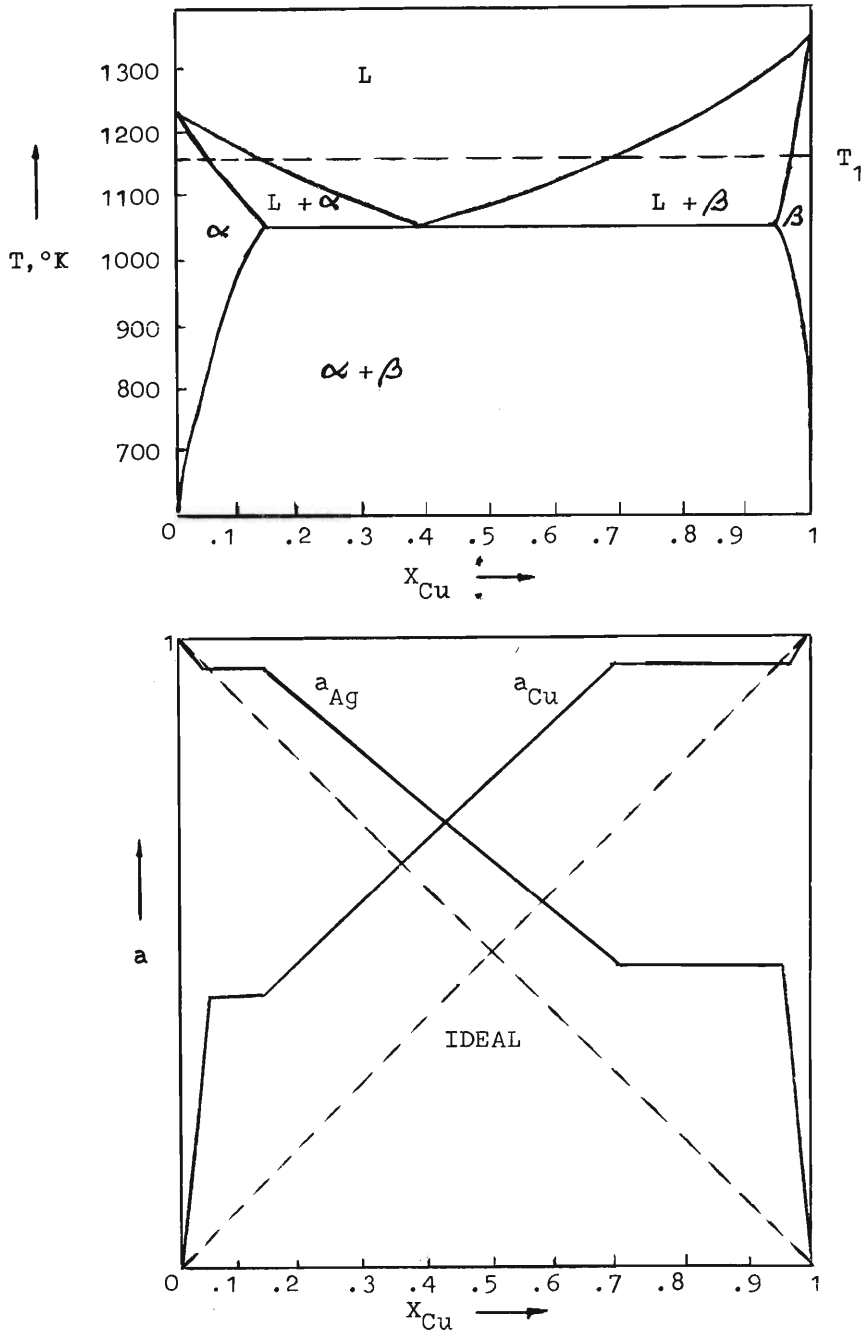 1300
L
1200
T₁
1100
L + α
L + β
α
β
T,°K
1000
900
α + β
800
700
0 .1 .2 .3 .4 .5 .6 .7 .8 .9 1
X_Cu
1
a_Ag
a_Cu
a
IDEAL
0 .1 .2 .3 .4 .5 .6 .7 .8 .9 1
X_Cu